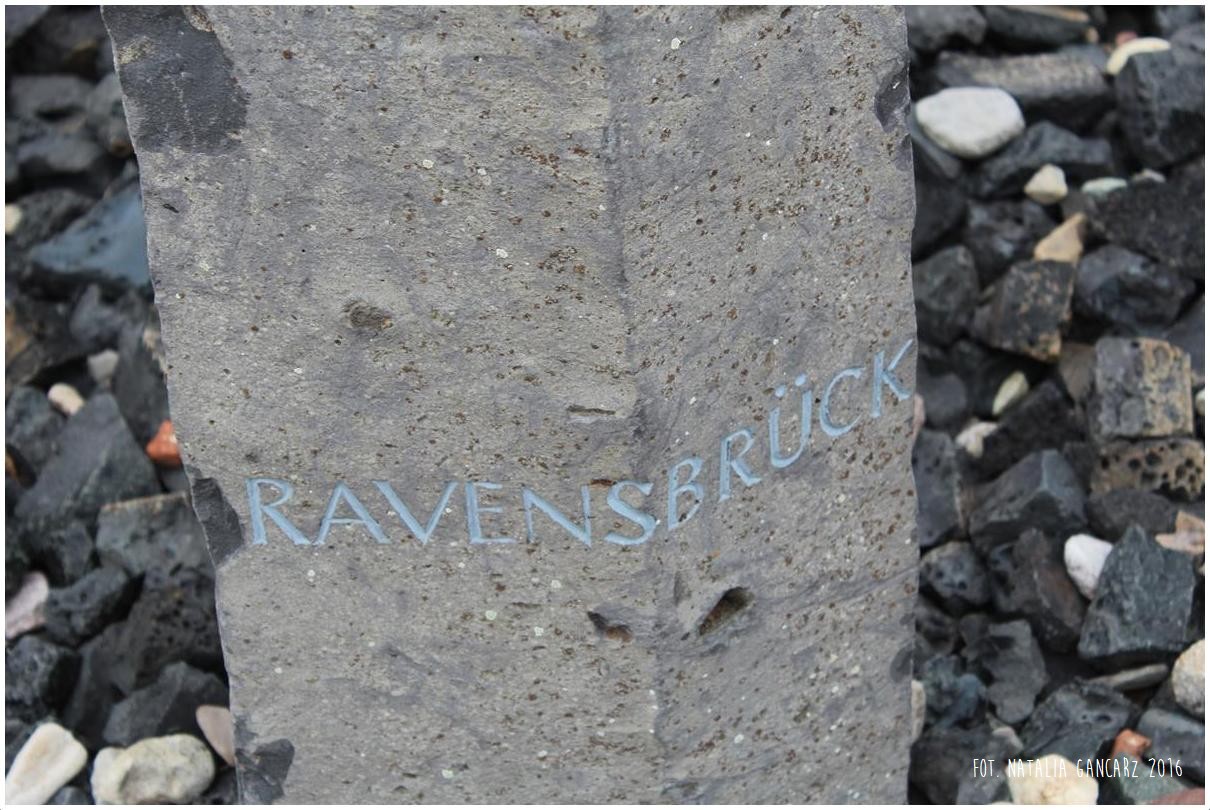 RAVENSBRÜCK
FOT. NATALIA GANCARZ 2016